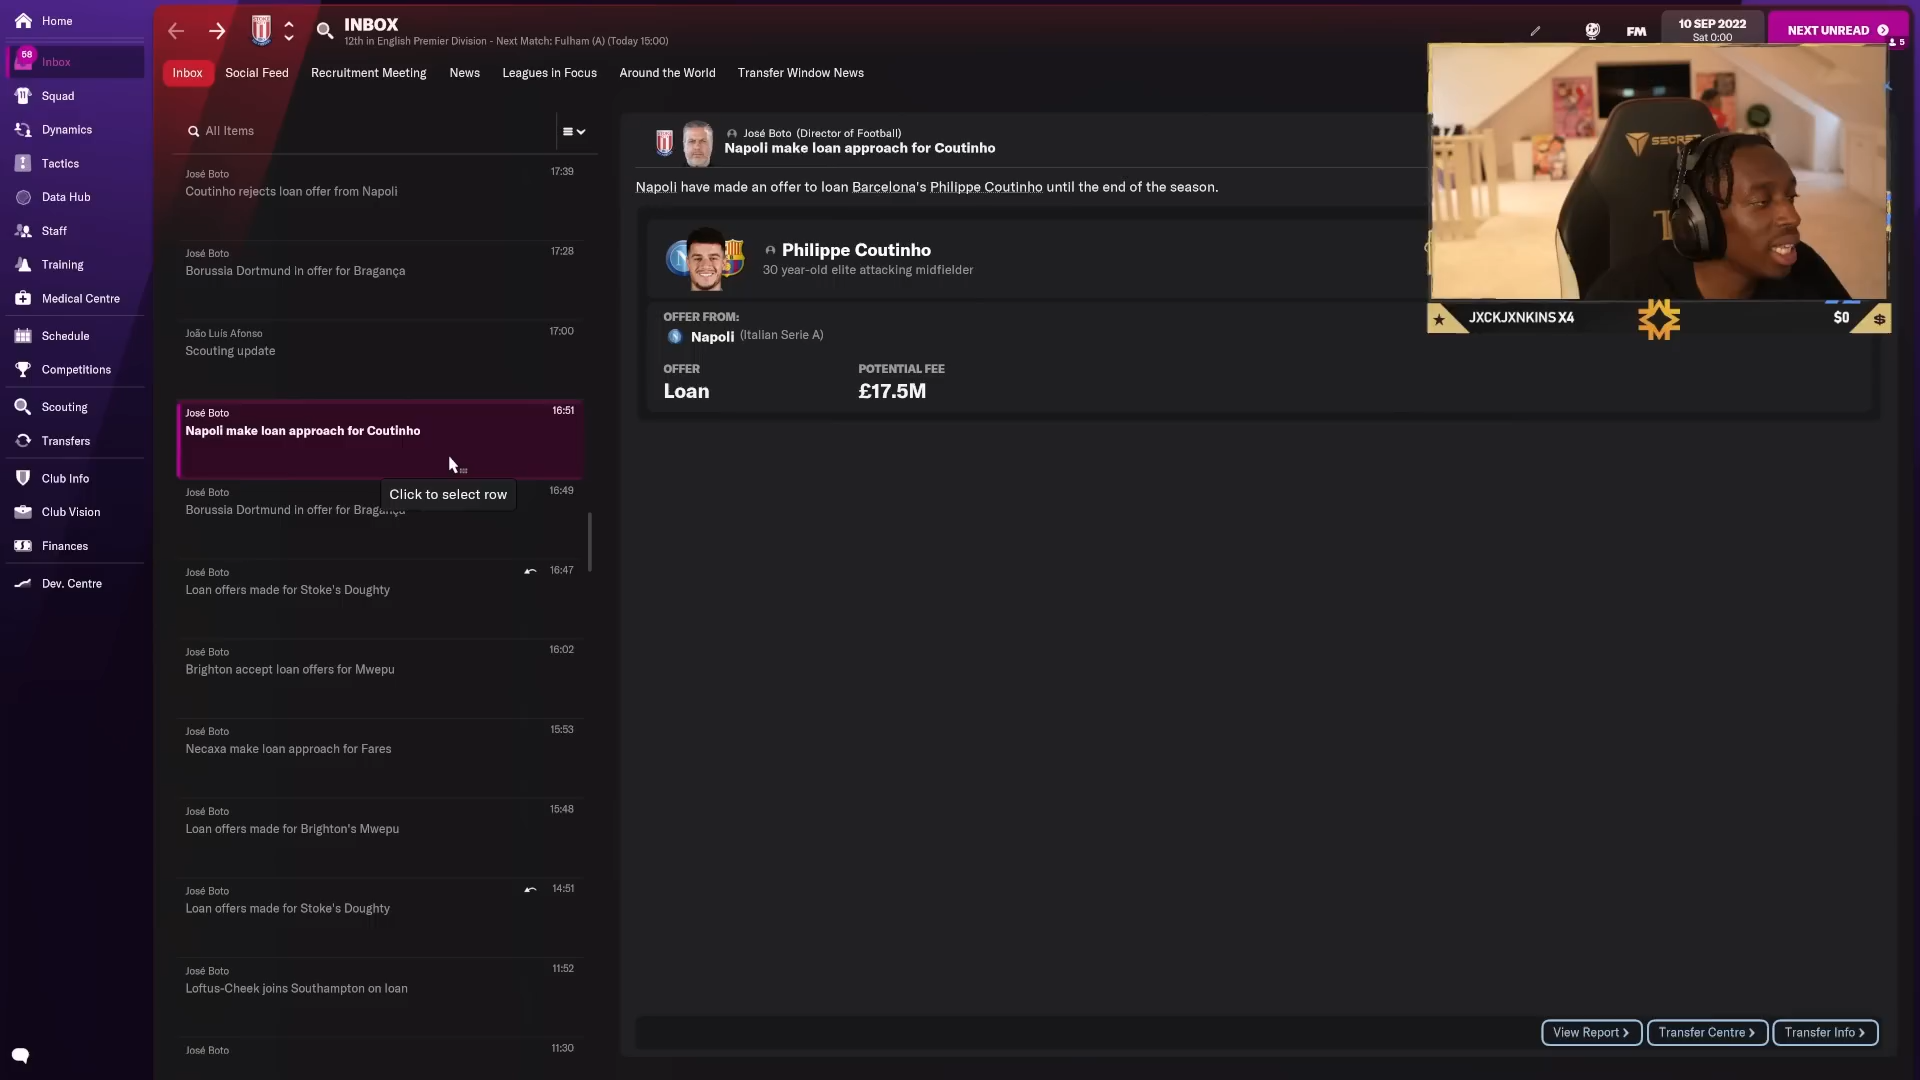 Home
58
Inbox
Squad
Dynamics
Tactics
Data Hub
Staff
Training
Medical Centre
Schedule
Competitions
Scouting
Transfers
Club Info
Club Vision
Finances
Dev. Centre
STOKE
INBOX
12th in English Premier Division - Next Match: Fulham (A) (Today 15:00)
FM
10 SEP 2022
Sat 0:00
NEXT UNREAD
5
Inbox
Social Feed
Recruitment Meeting
News
Leagues in Focus
Around the World
Transfer Window News
All Items
José Boto
17:39
Coutinho rejects loan offer from Napoli
José Boto
17:28
Borussia Dortmund in offer for Bragança
João Luís Afonso
17:00
Scouting update
José Boto
16:51
Napoli make loan approach for Coutinho
Click to select row
José Boto
16:49
Borussia Dortmund in offer for Bragança
José Boto
16:47
Loan offers made for Stoke's Doughty
José Boto
16:02
Brighton accept loan offers for Mwepu
José Boto
15:53
Necaxa make loan approach for Fares
José Boto
15:48
Loan offers made for Brighton's Mwepu
José Boto
14:51
Loan offers made for Stoke's Doughty
José Boto
11:52
Loftus-Cheek joins Southampton on loan
José Boto
11:30
José Boto (Director of Football)
Napoli make loan approach for Coutinho
Napoli have made an offer to loan Barcelona's Philippe Coutinho until the end of the season.
Philippe Coutinho
30 year-old elite attacking midfielder
OFFER FROM:
Napoli (Italian Serie A)
OFFER
POTENTIAL FEE
Loan
£17.5M
SECRET
JXCKJXNKINS X4
$0
$
View Report
Transfer Centre
Transfer Info